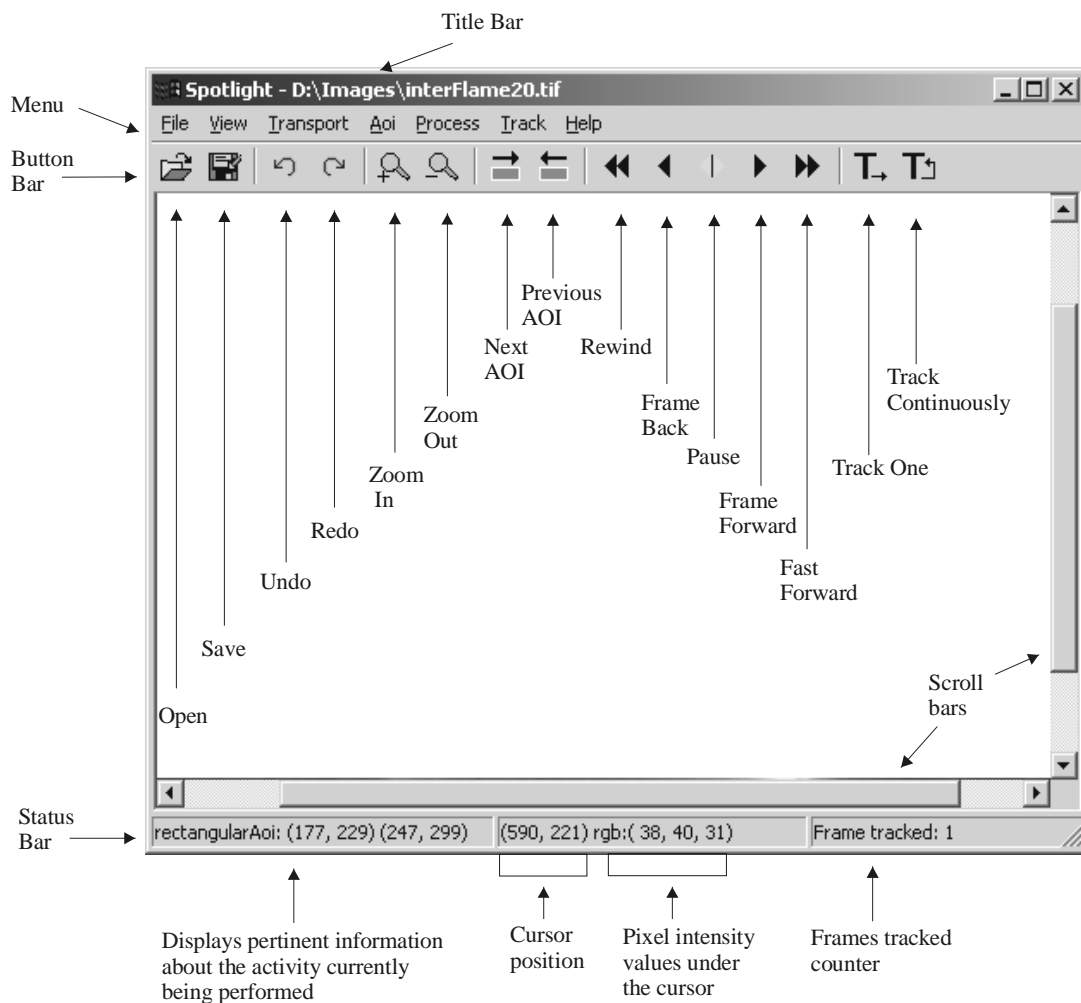 Title Bar
Spotlight - D:\Images\interFlame20.tif
Menu
File View Transport Aoi Process Track Help
Button
Bar
Previous
AOI
Next
AOI
Rewind
Track
Continuously
Frame
Back
Zoom
Out
Pause
Track One
Zoom
In
Frame
Forward
Redo
Fast
Forward
Undo
Save
Scroll
bars
Open
Status
Bar
rectangularAoi: (177, 229) (247, 299)
(590, 221) rgb:( 38, 40, 31)
Frame tracked: 1
Displays pertinent information
about the activity currently
being performed
Cursor
position
Pixel intensity
values under
the cursor
Frames tracked
counter